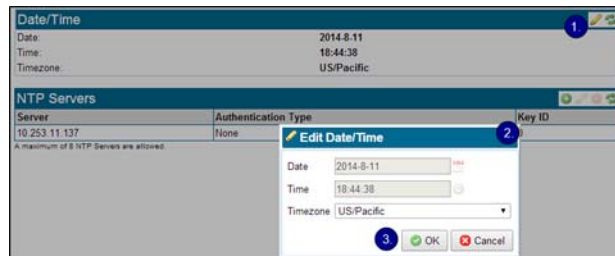 Date/Time
1.
Date: 2014-8-11
Time: 18:44:38
Timezone: US/Pacific
NTP Servers
Server Authentication Type Key ID
10.253.11.137 None 0
A maximum of 8 NTP Servers are allowed.
Edit Date/Time 2.
Date 2014-8-11
Time 18:44:38
Timezone US/Pacific
3. OK Cancel